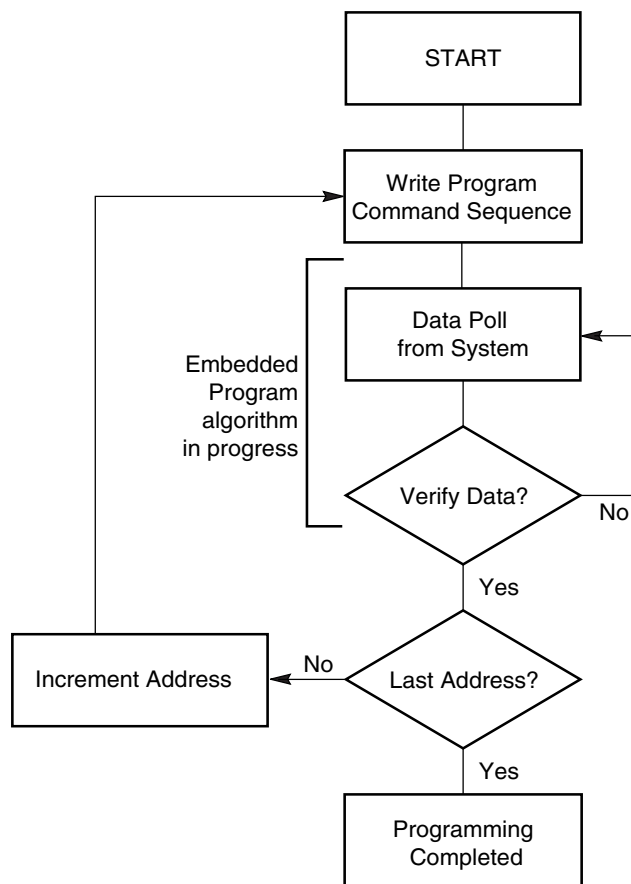 START
Write Program
Command Sequence
Data Poll
from System
Embedded
Program
algorithm
in progress
Verify Data?
No
Yes
Increment Address
No
Last Address?
Yes
Programming
Completed